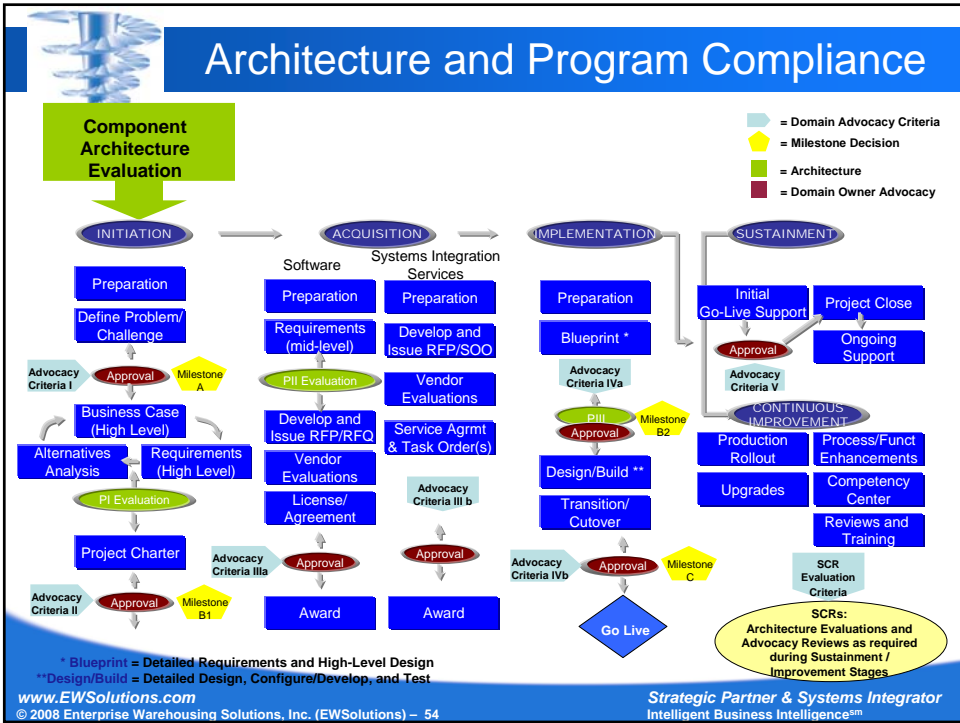 Architecture and Program Compliance
Component
Architecture
Evaluation
= Domain Advocacy Criteria
= Milestone Decision
= Architecture
= Domain Owner Advocacy
INITIATION
ACQUISITION
IMPLEMENTATION
SUSTAINMENT
Preparation
Define Problem/
Challenge
Advocacy
Criteria I
Approval
Milestone
A
Business Case
(High Level)
Alternatives
Analysis
Requirements
(High Level)
PI Evaluation
Project Charter
Advocacy
Criteria II
Approval
Milestone
B1
Software
Preparation
Requirements
(mid-level)
PII Evaluation
Develop and
Issue RFP/RFQ
Vendor
Evaluations
License/
Agreement
Advocacy
Criteria IIIa
Approval
Award
Systems Integration
Services
Preparation
Develop and
Issue RFP/SOO
Vendor
Evaluations
Service Agrmt
& Task Order(s)
Advocacy
Criteria III b
Approval
Award
Preparation
Blueprint *
Advocacy
Criteria IVa
PIII
Approval
Milestone
B2
Design/Build **
Transition/
Cutover
Advocacy
Criteria IVb
Approval
Milestone
C
Go Live
Initial
Go-Live Support
Project Close
Approval
Ongoing
Support
Advocacy
Criteria V
CONTINUOUS
IMPROVEMENT
Production
Rollout
Process/Funct
Enhancements
Upgrades
Competency
Center
Reviews and
Training
SCR
Evaluation
Criteria
SCRs:
Architecture Evaluations and
Advocacy Reviews as required
during Sustainment /
Improvement Stages
* Blueprint = Detailed Requirements and High-Level Design
**Design/Build = Detailed Design, Configure/Develop, and Test
www.EWSolutions.com
Strategic Partner & Systems Integrator
© 2008 Enterprise Warehousing Solutions, Inc. (EWSolutions) – 54
Intelligent Business Intelligence℠